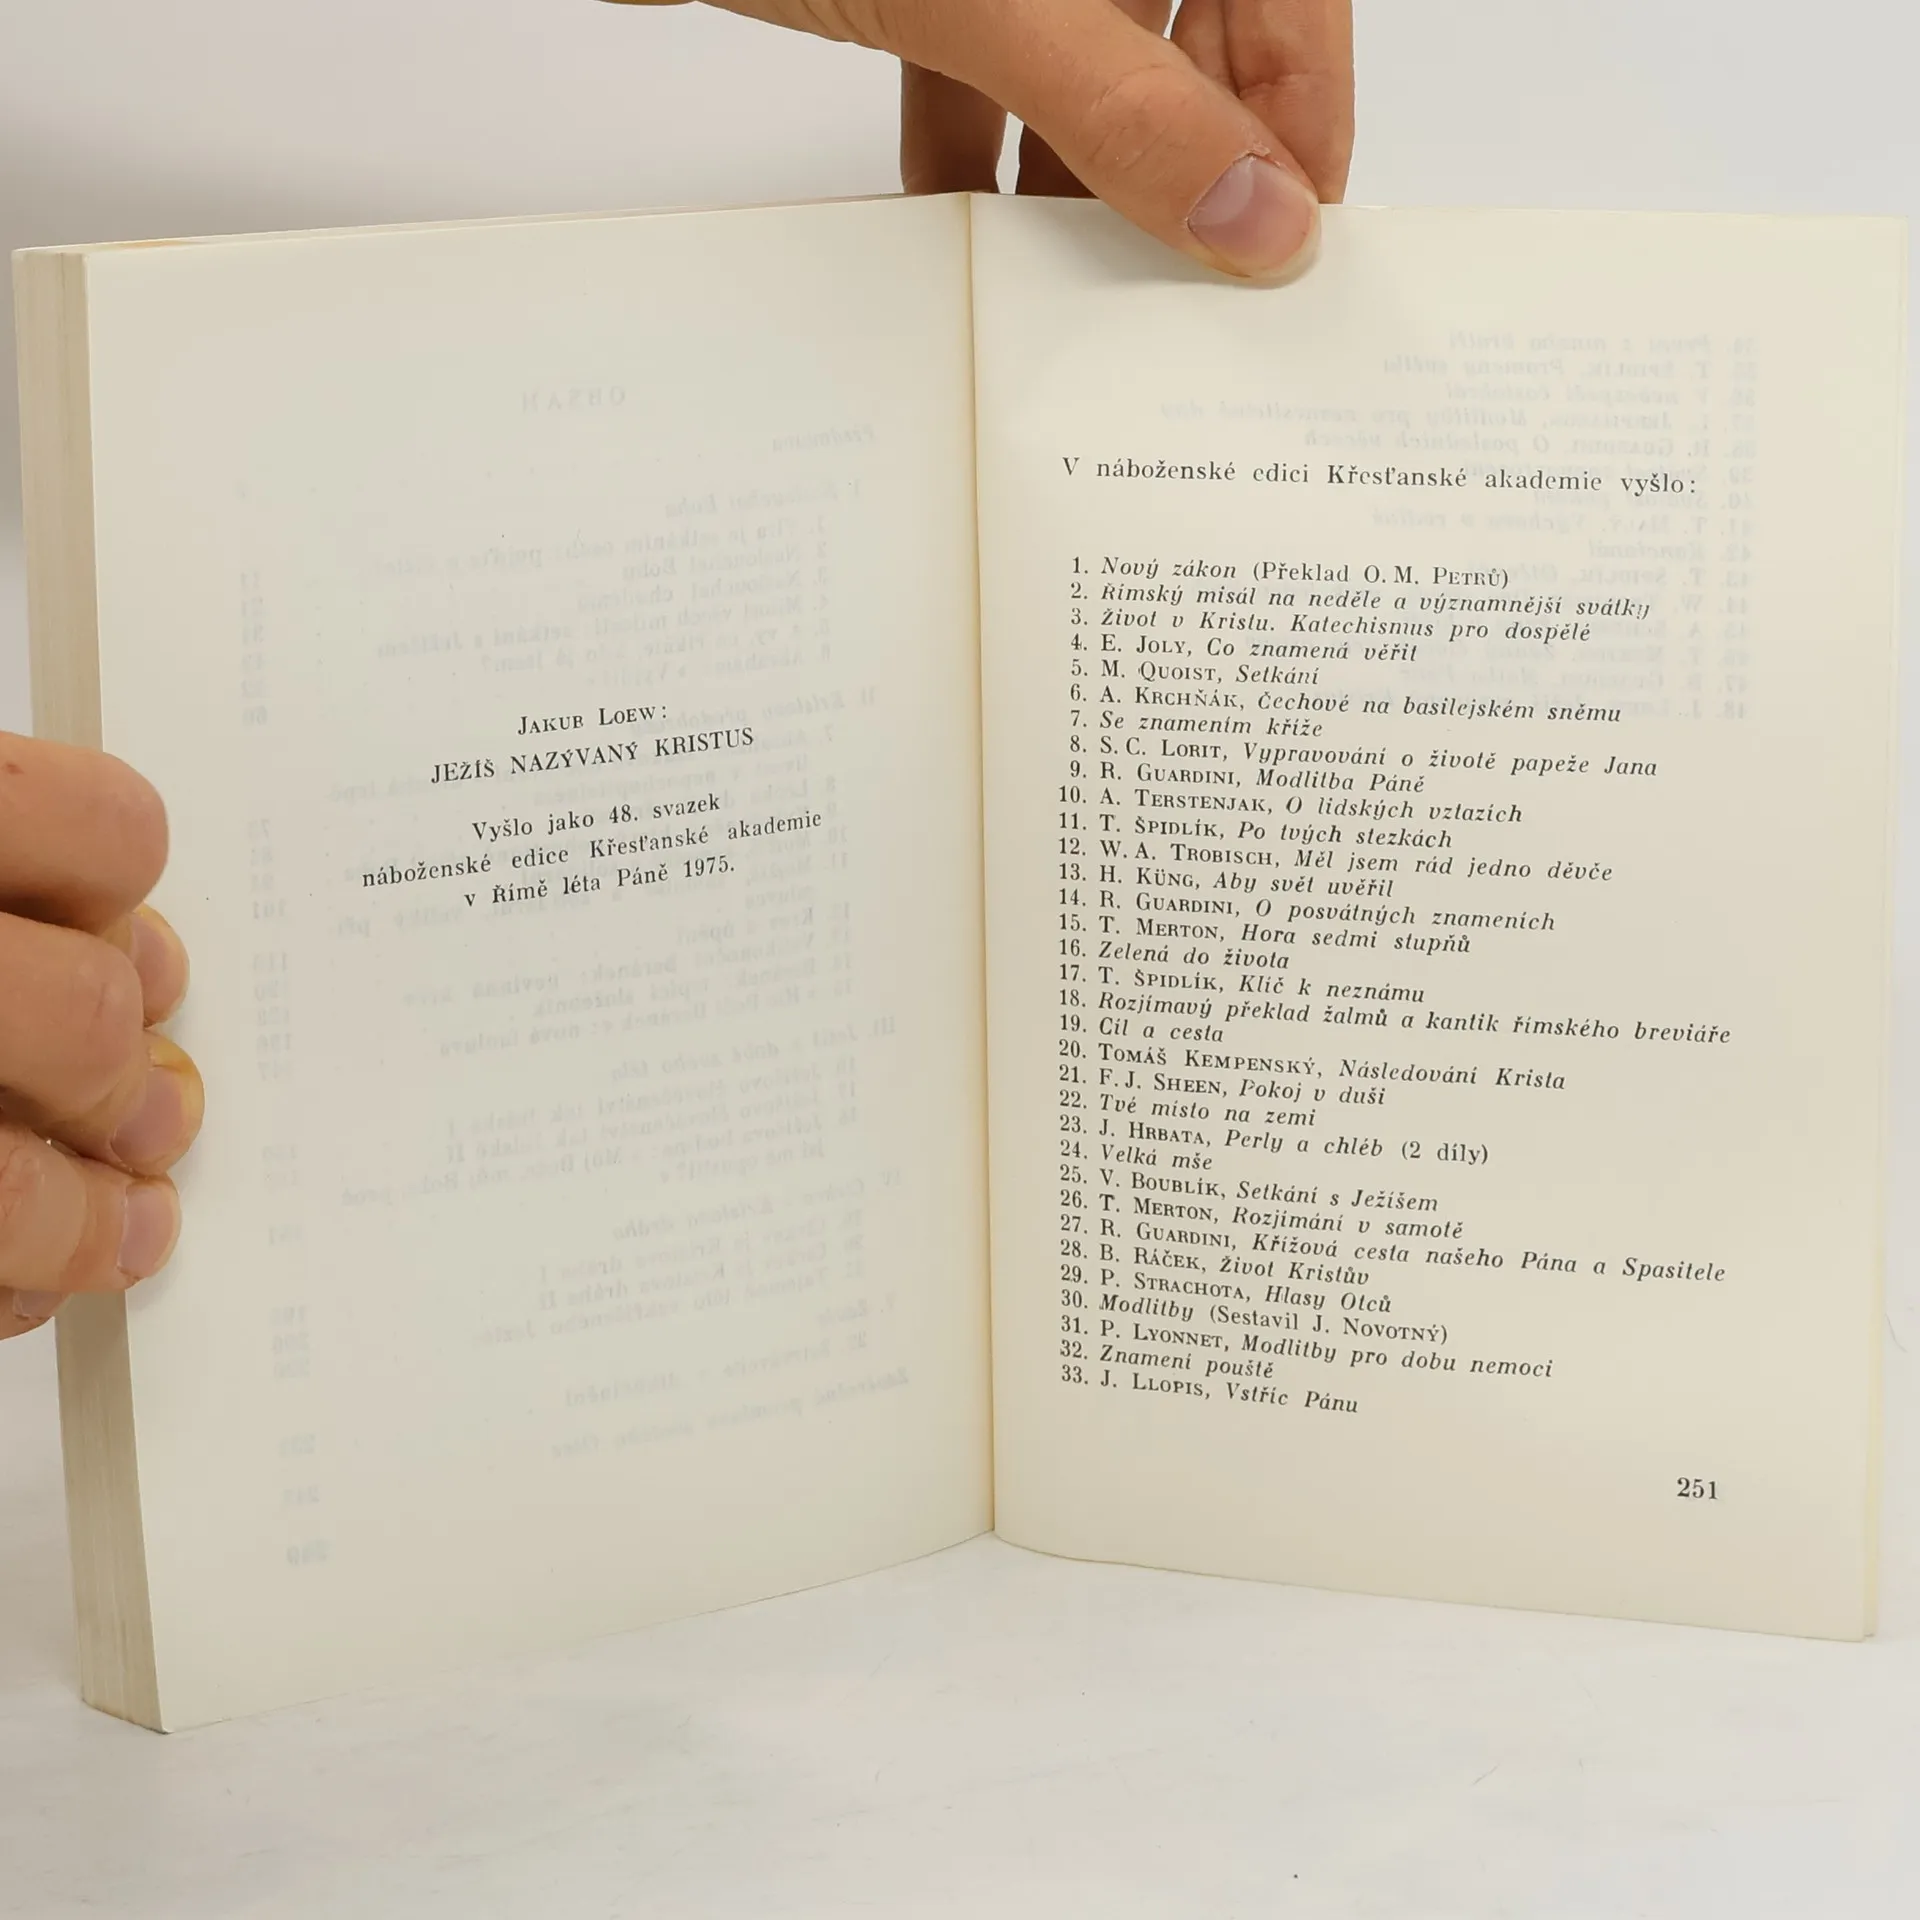 JAKUB LOEW:
JEŽÍŠ NAZÝVANÝ KRISTUS
Vyšlo jako 48. svazek
náboženské edice Křesťanské akademie
v Římě léta Páně 1975.
V náboženské edici Křesťanské akademie vyšlo:
1. Nový zákon (Překlad O. M. PETRŮ)
2. Římský misál na neděle a významnější svátky
3. Život v Kristu. Katechismus pro dospělé
4. E. JOLY, Co znamená věřit
5. M. QUOIST, Setkání
6. A. KRCHŇÁK, Čechové na basilejském sněmu
7. Se znamením kříže
8. S. C. LORIT, Vypravování o životě papeže Jana
9. R. GUARDINI, Modlitba Páně
10. A. TERSTENJAK, O lidských vztazích
11. T. ŠPIDLÍK, Po tvých stezkách
12. W. A. TROBISCH, Měl jsem rád jedno děvče
13. H. KÜNG, Aby svět uvěřil
14. R. GUARDINI, O posvátných znameních
15. T. MERTON, Hora sedmi stupňů
16. Zelená do života
17. T. ŠPIDLÍK, Klíč k neznámu
18. Rozjímavý překlad žalmů a kantik římského breviáře
19. Cíl a cesta
20. TOMÁŠ KEMPENSKÝ, Následování Krista
21. F. J. SHEEN, Pokoj v duši
22. Tvé místo na zemi
23. J. HRBATA, Perly a chléb (2 díly)
24. Velká mše
25. V. BOUBLÍK, Setkání s Ježíšem
26. T. MERTON, Rozjímání v samotě
27. R. GUARDINI, Křížová cesta našeho Pána a Spasitele
28. B. RÁČEK, Život Kristův
29. P. STRACHOTA, Hlasy Otců
30. Modlitby (Sestavil J. NOVOTNÝ)
31. P. LYONNET, Modlitby pro dobu nemoci
32. Znamení pouště
33. J. LLOPIS, Vstříc Pánu
251